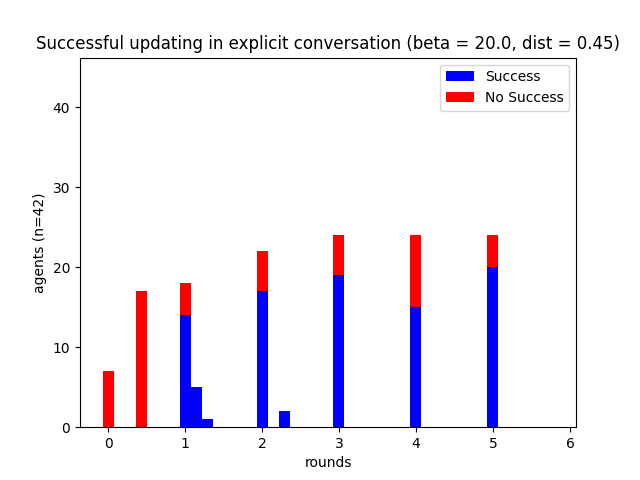 Successful updating in explicit conversation (beta = 20.0, dist = 0.45)
Success
No Success
40
30
20
10
0
agents (n=42)
0 1 2 3 4 5 6
rounds